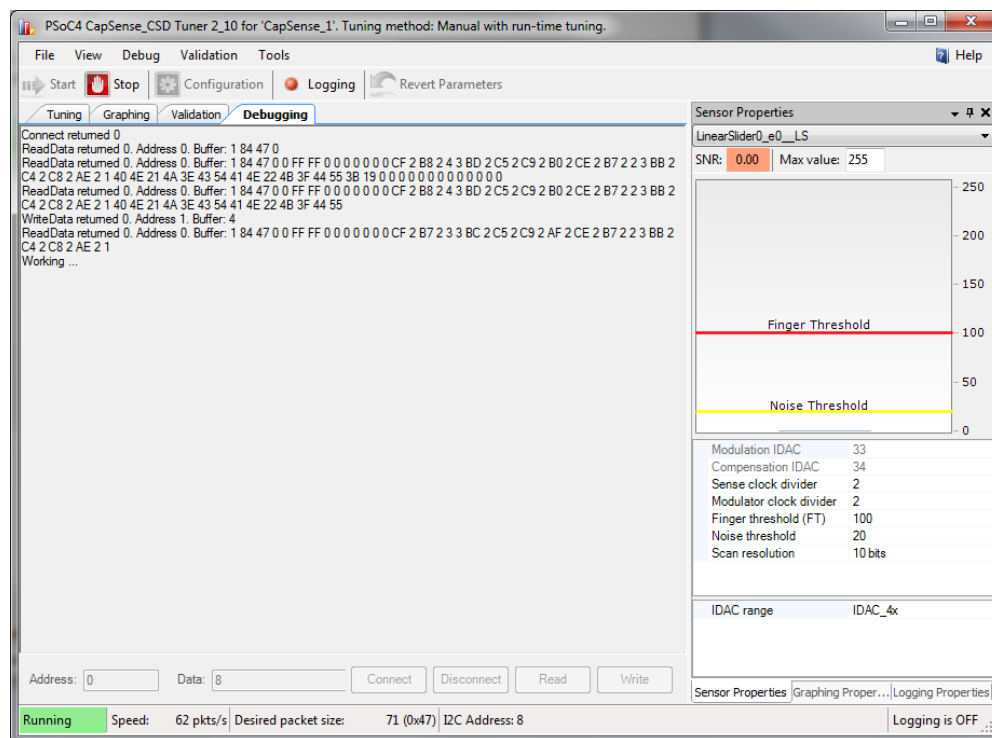 PSoC4 CapSense_CSD Tuner 2_10 for 'CapSense_1'. Tuning method: Manual with run-time tuning.
File View Debug Validation Tools Help
Start Stop Configuration Logging Revert Parameters
Tuning Graphing Validation Debugging
Connect returned 0
ReadData returned 0. Address 0. Buffer: 1 84 47 0
ReadData returned 0. Address 0. Buffer: 1 84 47 0 0 FF FF 0 0 0 0 0 0 0 CF 2 B8 2 4 3 BD 2 C5 2 C9 2 B0 2 CE 2 B7 2 2 3 BB 2
C4 2 C8 2 AE 2 1 40 4E 21 4A 3E 43 54 41 4E 22 4B 3F 44 55 3B 19 0 0 0 0 0 0 0 0 0 0 0 0 0
ReadData returned 0. Address 0. Buffer: 1 84 47 0 0 FF FF 0 0 0 0 0 0 0 CF 2 B8 2 4 3 BD 2 C5 2 C9 2 B0 2 CE 2 B7 2 2 3 BB 2
C4 2 C8 2 AE 2 1 40 4E 21 4A 3E 43 54 41 4E 22 4B 3F 44 55
WriteData returned 0. Address 1. Buffer: 4
ReadData returned 0. Address 0. Buffer: 1 84 47 0 0 FF FF 0 0 0 0 0 0 0 CF 2 B7 2 3 3 BC 2 C5 2 C9 2 AF 2 CE 2 B7 2 2 3 BB 2
C4 2 C8 2 AE 2 1
Working ...
Address: 0 Data: 8 Connect Disconnect Read Write
Sensor Properties
LinearSlider0_e0__LS
SNR: 0.00 Max value: 255
250
200
150
Finger Threshold
100
50
Noise Threshold
0
Modulation IDAC 33
Compensation IDAC 34
Sense clock divider 2
Modulator clock divider 2
Finger threshold (FT) 100
Noise threshold 20
Scan resolution 10 bits
IDAC range IDAC_4x
Sensor Properties Graphing Proper... Logging Properties
Running Speed: 62 pkts/s Desired packet size: 71 (0x47) I2C Address: 8 Logging is OFF